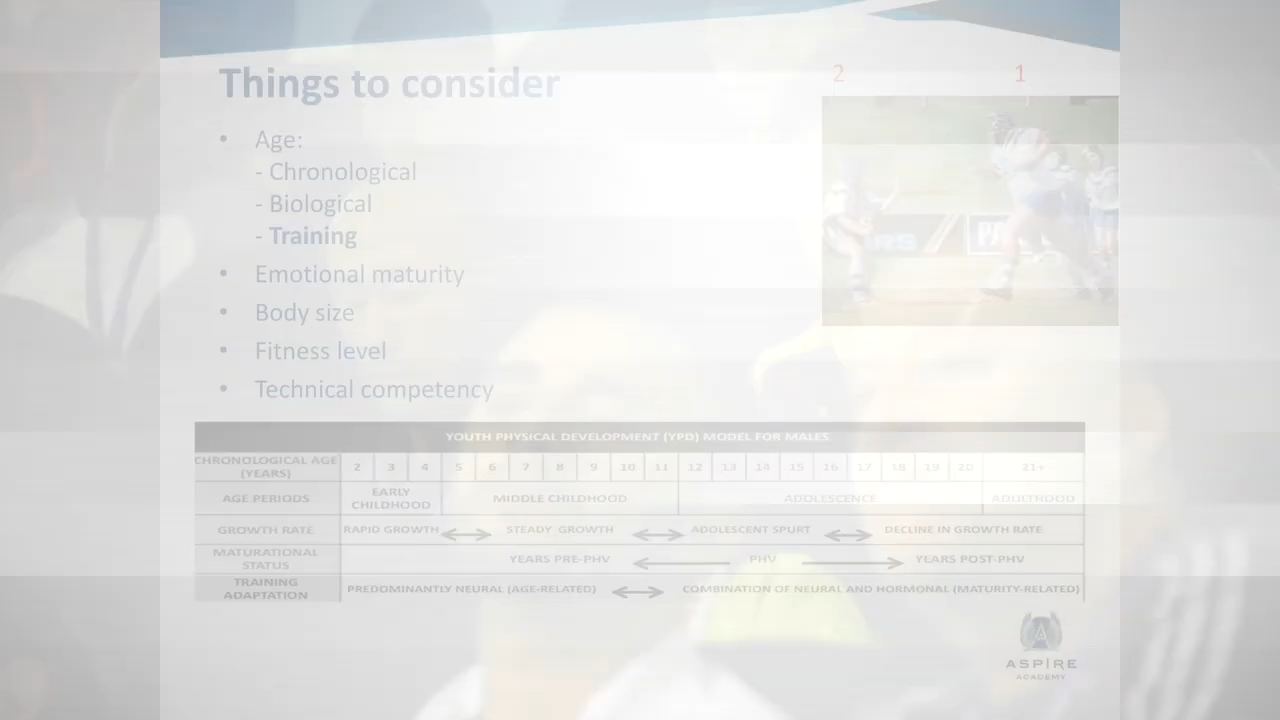 Things to consider
2 1
• Age:
- Chronological
- Biological
- Training
• Emotional maturity
• Body size
• Fitness level
• Technical competency
YOUTH PHYSICAL DEVELOPMENT (YPD) MODEL FOR MALES
CHRONOLOGICAL AGE (YEARS) 2 3 4 5 6 7 8 9 10 11 12 13 14 15 16 17 18 19 20 21+
AGE PERIODS EARLY CHILDHOOD MIDDLE CHILDHOOD ADOLESCENCE ADULTHOOD
GROWTH RATE RAPID GROWTH STEADY GROWTH ADOLESCENT SPURT DECLINE IN GROWTH RATE
MATURATIONAL STATUS YEARS PRE-PHV PHV YEARS POST-PHV
TRAINING ADAPTATION PREDOMINANTLY NEURAL (AGE-RELATED) COMBINATION OF NEURAL AND HORMONAL (MATURITY-RELATED)
ASPIRE
ACADEMY